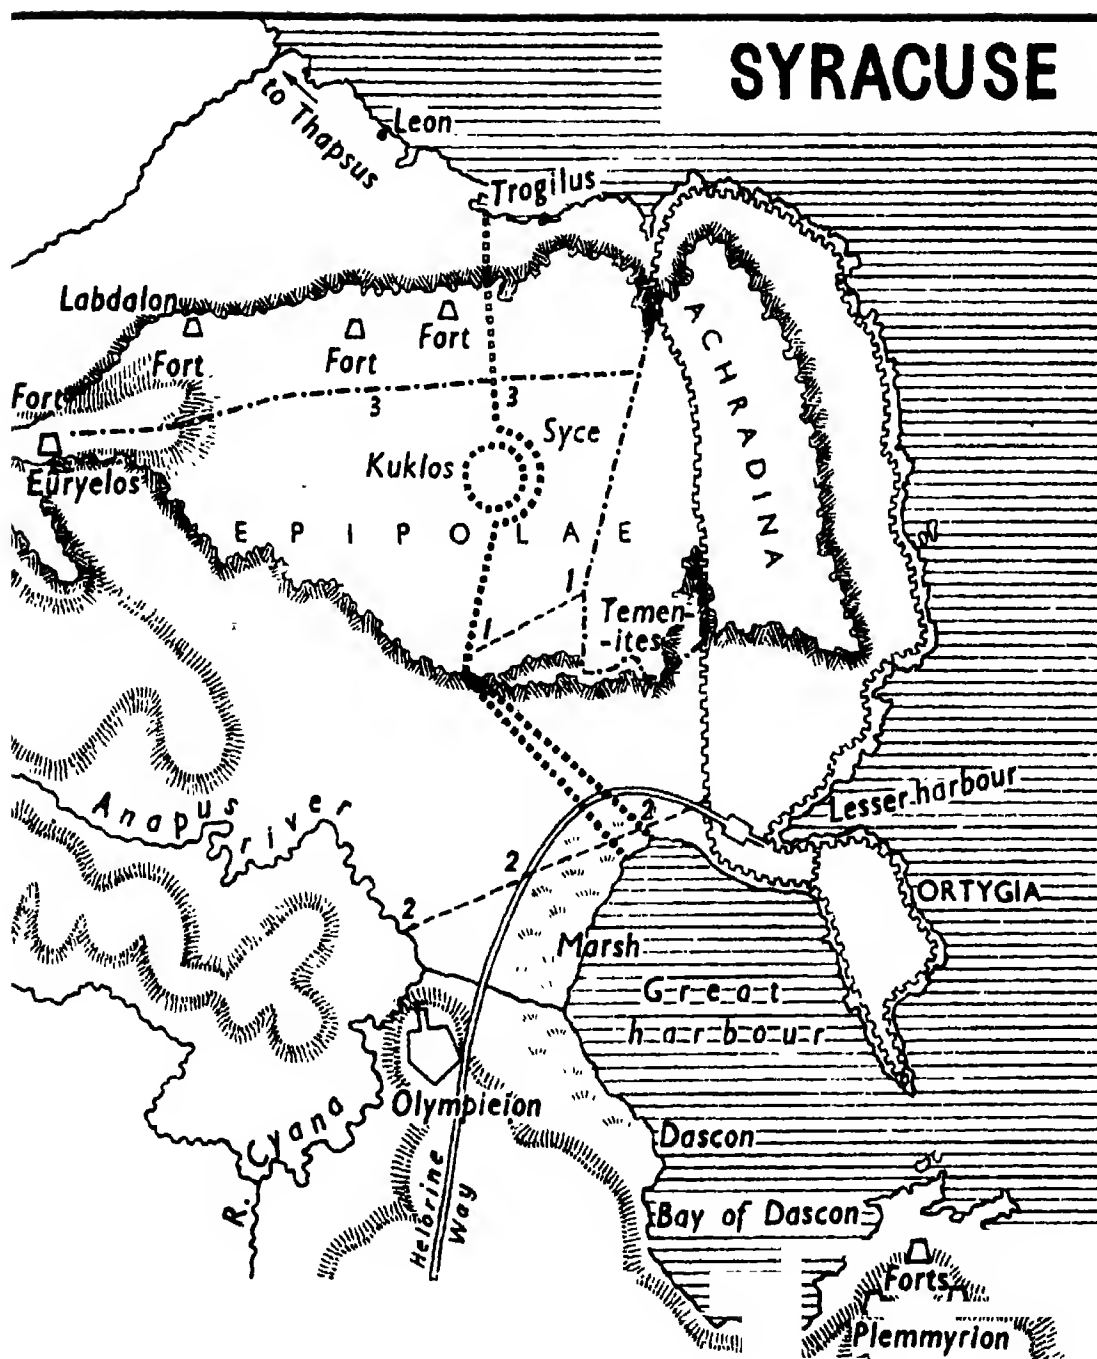 SYRACUSE
to Thapsus
Leon
Trogilus
Labdalon
Fort
Fort
Fort
Fort
ACHRADINA
3
3
Syce
Kuklos
Euryelos
EPIPOLAE
1
1
Temen-
-ites
Anapus river
Lesser harbour
2
2
2
ORTYGIA
Marsh
Great
harbour
Olympieion
R. Cyana
Helorine
Way
Dascon
Bay of Dascon
Forts
Plemmyrion